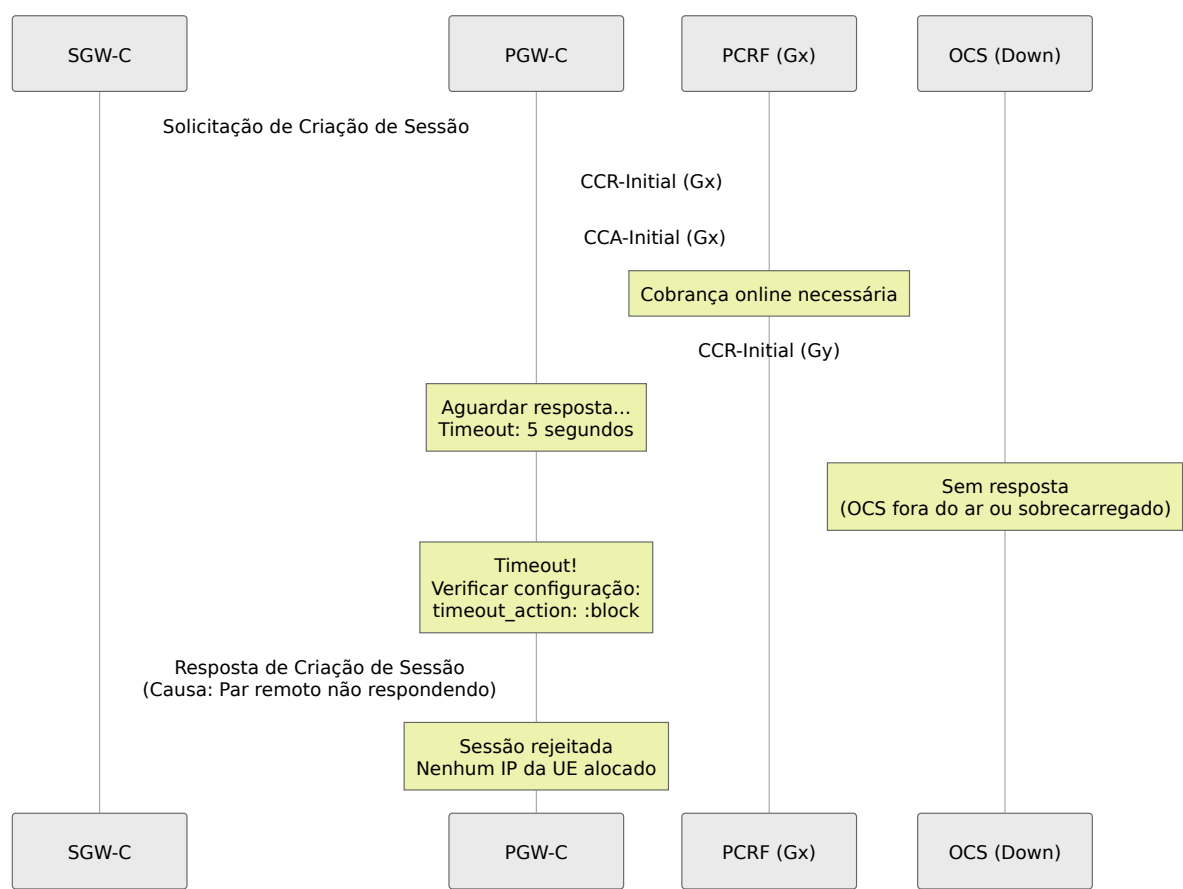 SGW-C
PGW-C
PCRF (Gx)
OCS (Down)
Solicitação de Criação de Sessão
CCR-Initial (Gx)
CCA-Initial (Gx)
Cobrança online necessária
CCR-Initial (Gy)
Aguardar resposta...
Timeout: 5 segundos
Sem resposta
(OCS fora do ar ou sobrecarregado)
Timeout!
Verificar configuração:
timeout_action: :block
Resposta de Criação de Sessão
(Causa: Par remoto não respondendo)
Sessão rejeitada
Nenhum IP da UE alocado
SGW-C
PGW-C
PCRF (Gx)
OCS (Down)